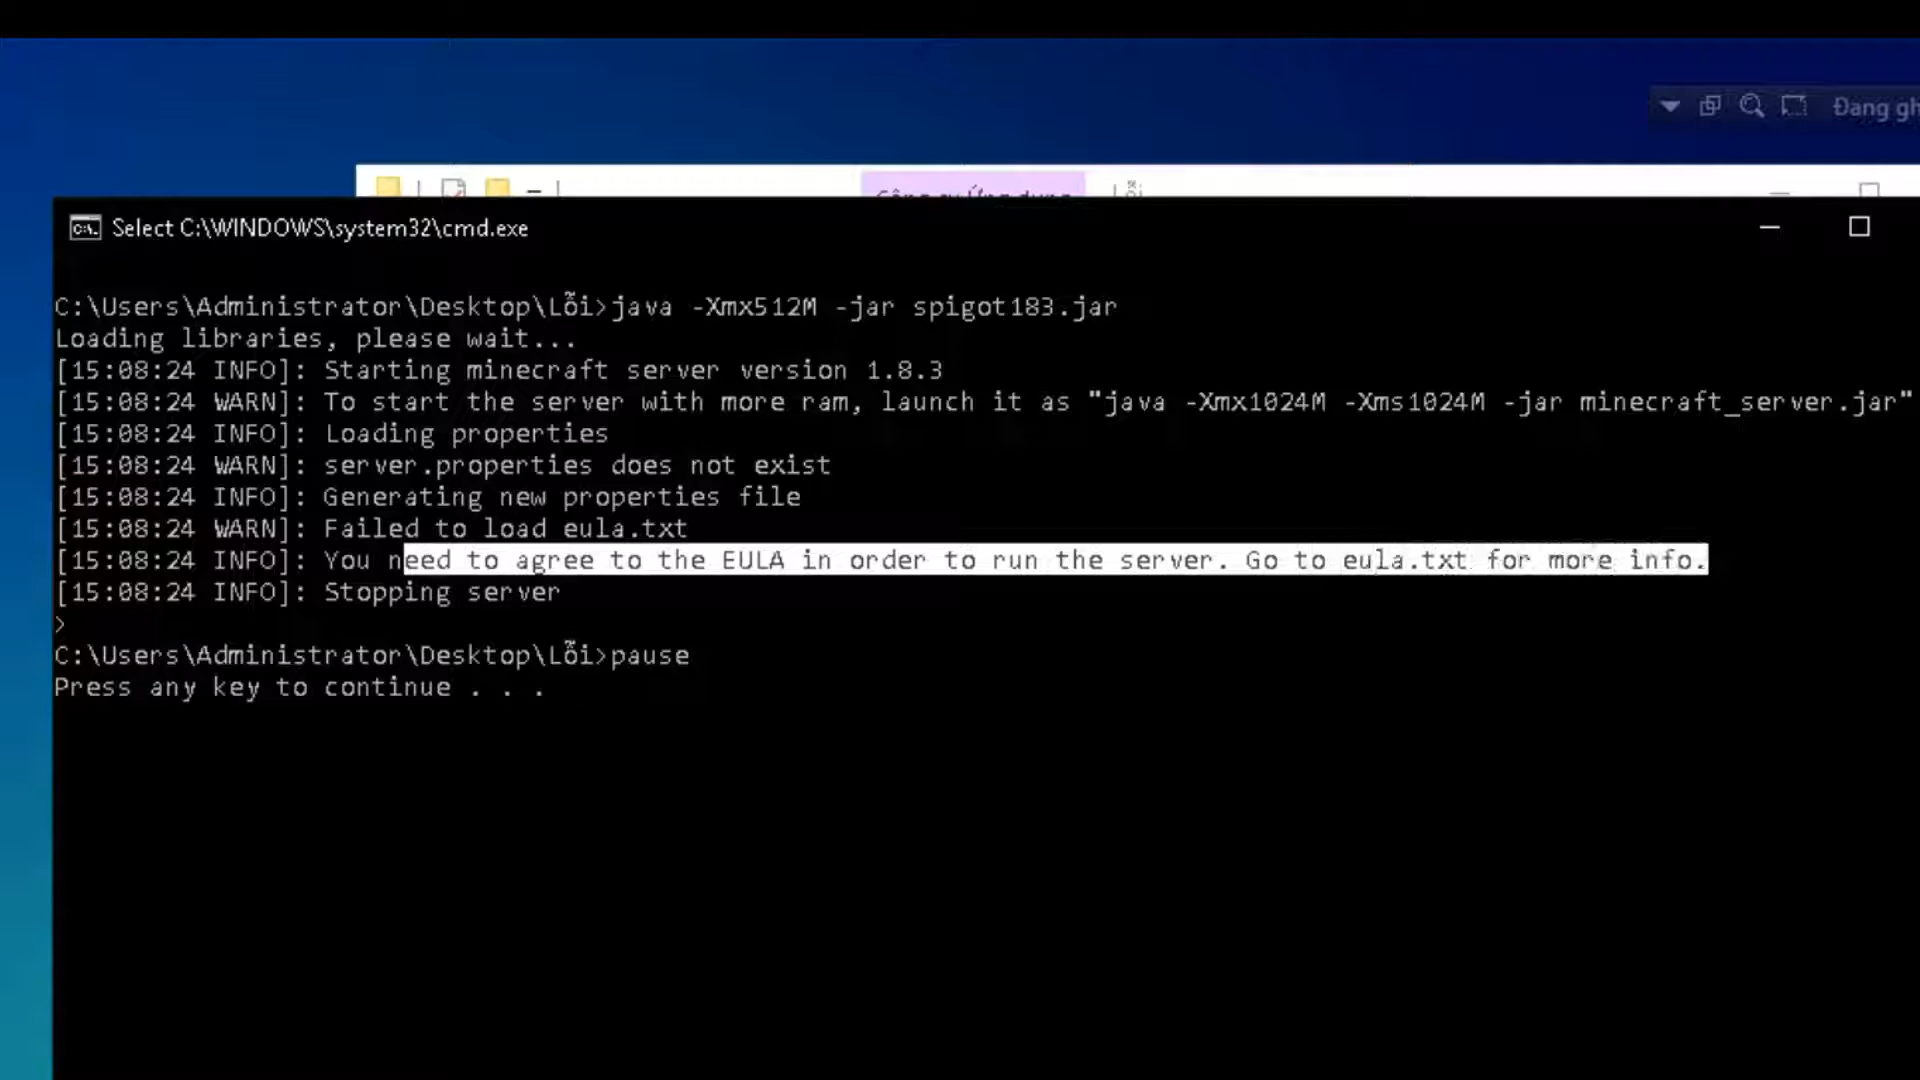 Đang gh
Công cụ Ứng dụng
Lỗi
Select C:\WINDOWS\system32\cmd.exe
C:\Users\Administrator\Desktop\Lỗi>java -Xmx512M -jar spigot183.jar
Loading libraries, please wait...
[15:08:24 INFO]: Starting minecraft server version 1.8.3
[15:08:24 WARN]: To start the server with more ram, launch it as "java -Xmx1024M -Xms1024M -jar minecraft_server.jar"
[15:08:24 INFO]: Loading properties
[15:08:24 WARN]: server.properties does not exist
[15:08:24 INFO]: Generating new properties file
[15:08:24 WARN]: Failed to load eula.txt
[15:08:24 INFO]: You need to agree to the EULA in order to run the server. Go to eula.txt for more info.
[15:08:24 INFO]: Stopping server
>
C:\Users\Administrator\Desktop\Lỗi>pause
Press any key to continue . . .